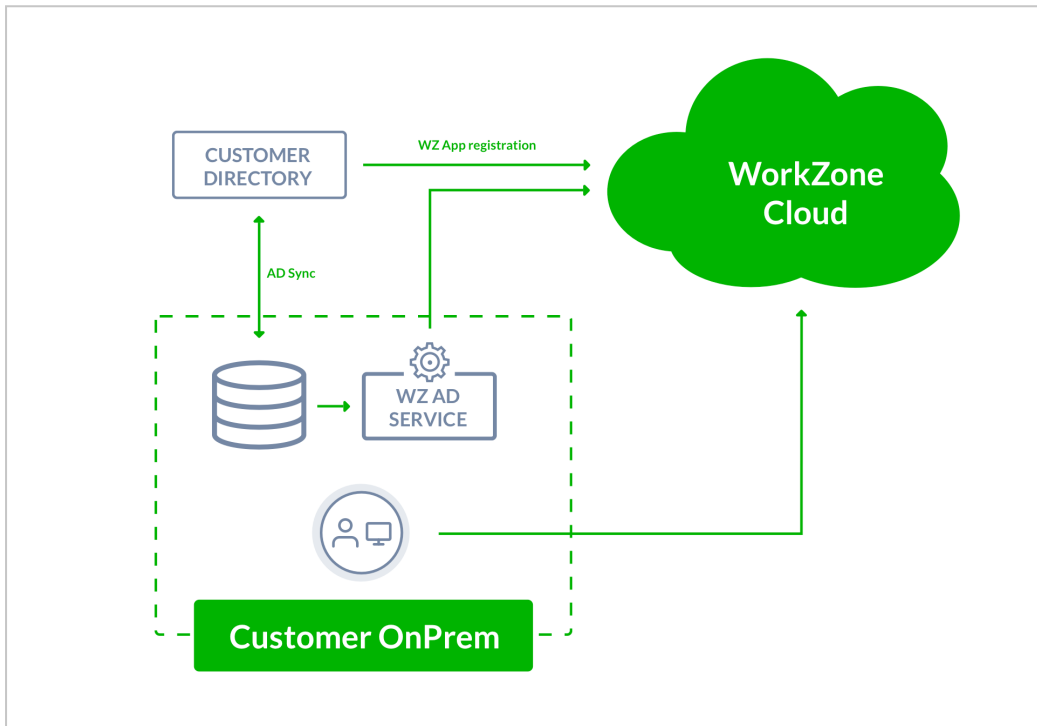 WZ App registration
CUSTOMER
DIRECTORY
WorkZone
Cloud
AD Sync
WZ AD
SERVICE
Customer OnPrem